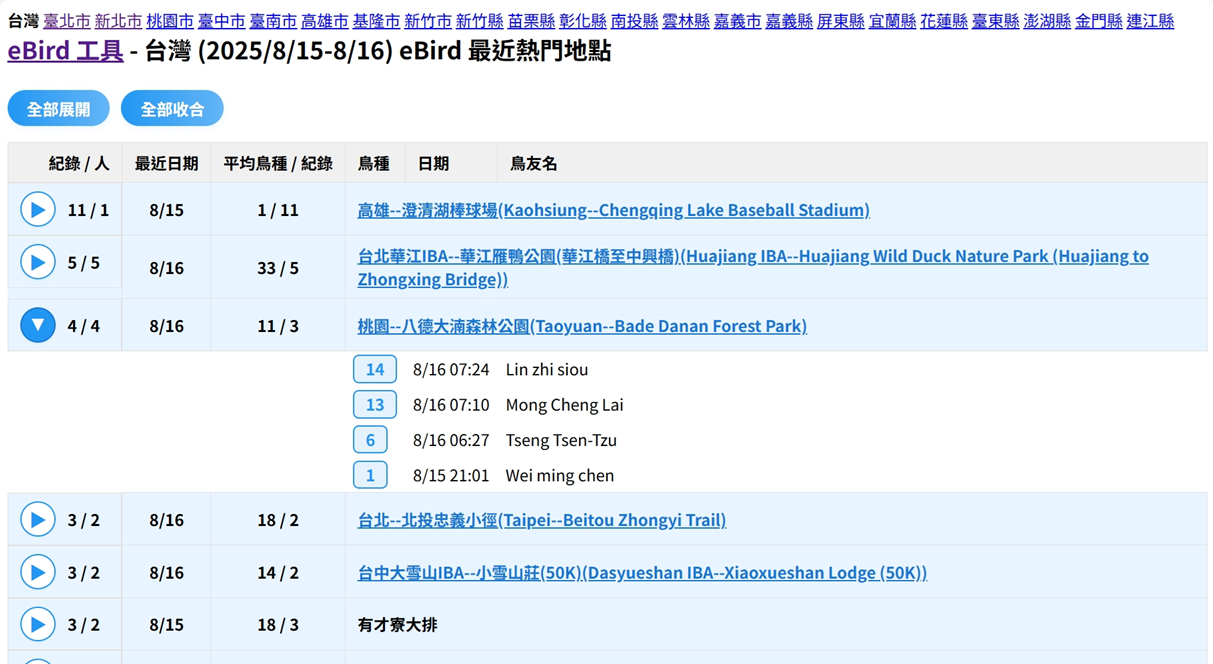 台灣 臺北市 新北市 桃園市 臺中市 臺南市 高雄市 基隆市 新竹市 新竹縣 苗栗縣 彰化縣 南投縣 雲林縣 嘉義市 嘉義縣 屏東縣 宜蘭縣 花蓮縣 臺東縣 澎湖縣 金門縣 連江縣
eBird 工具 - 台灣 (2025/8/15-8/16) eBird 最近熱門地點
全部展開 全部收合
紀錄 / 人 最近日期 平均鳥種 / 紀錄 鳥種 日期 鳥友名
11 / 1 8/15 1 / 11 高雄--澄清湖棒球場(Kaohsiung--Chengqing Lake Baseball Stadium)
5 / 5 8/16 33 / 5 台北華江IBA--華江雁鴨公園(華江橋至中興橋)(Huajiang IBA--Huajiang Wild Duck Nature Park (Huajiang to
Zhongxing Bridge))
4 / 4 8/16 11 / 3 桃園--八德大湳森林公園(Taoyuan--Bade Danan Forest Park)
14 8/16 07:24 Lin zhi siou
13 8/16 07:10 Mong Cheng Lai
6 8/16 06:27 Tseng Tsen-Tzu
1 8/15 21:01 Wei ming chen
3 / 2 8/16 18 / 2 台北--北投忠義小徑(Taipei--Beitou Zhongyi Trail)
3 / 2 8/16 14 / 2 台中大雪山IBA--小雪山莊(50K)(Dasyueshan IBA--Xiaoxueshan Lodge (50K))
3 / 2 8/15 18 / 3 有才寮大排